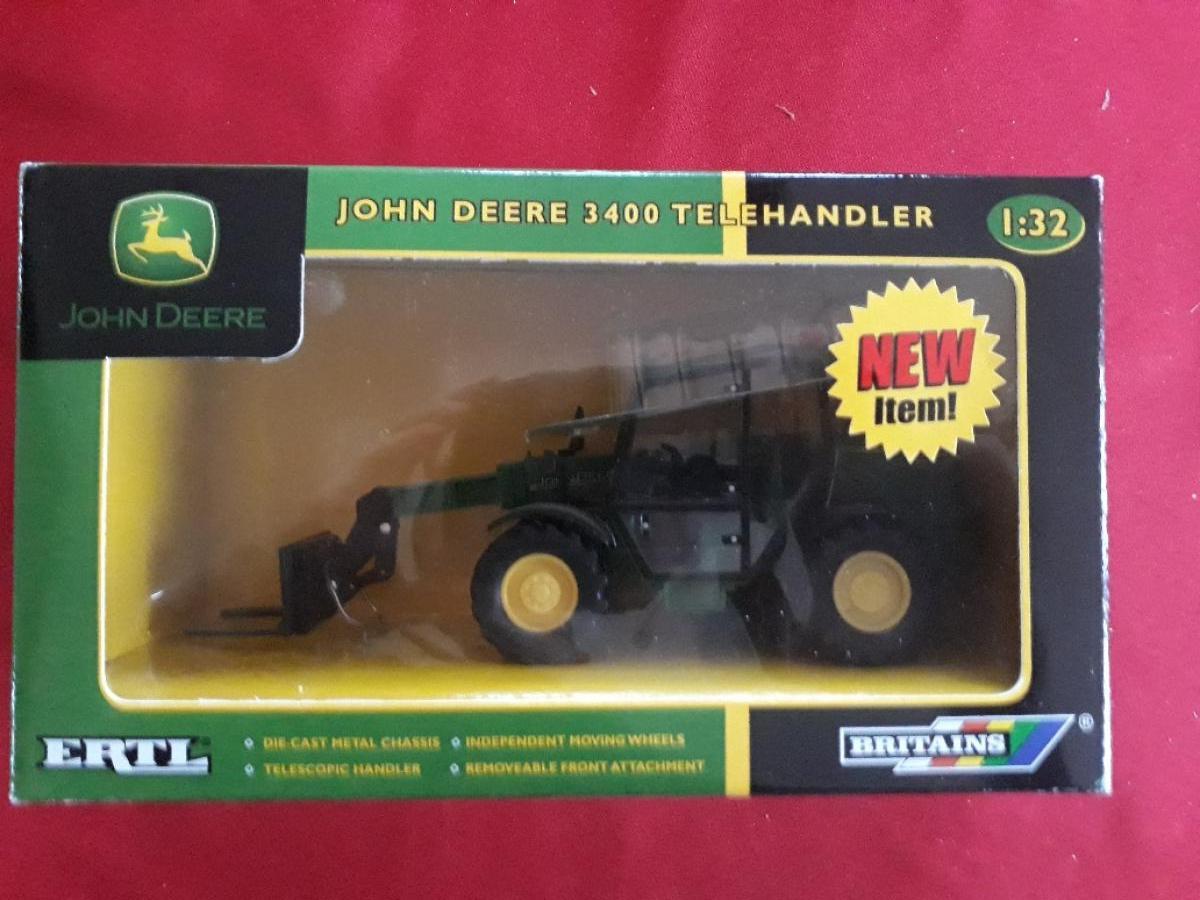 JOHN DEERE 3400 TELEHANDLER
1:32
JOHN DEERE
NEW
Item!
ERTL
DIE-CAST METAL CHASSIS
INDEPENDENT MOVING WHEELS
TELESCOPIC HANDLER
REMOVEABLE FRONT ATTACHMENT
BRITAINS ®